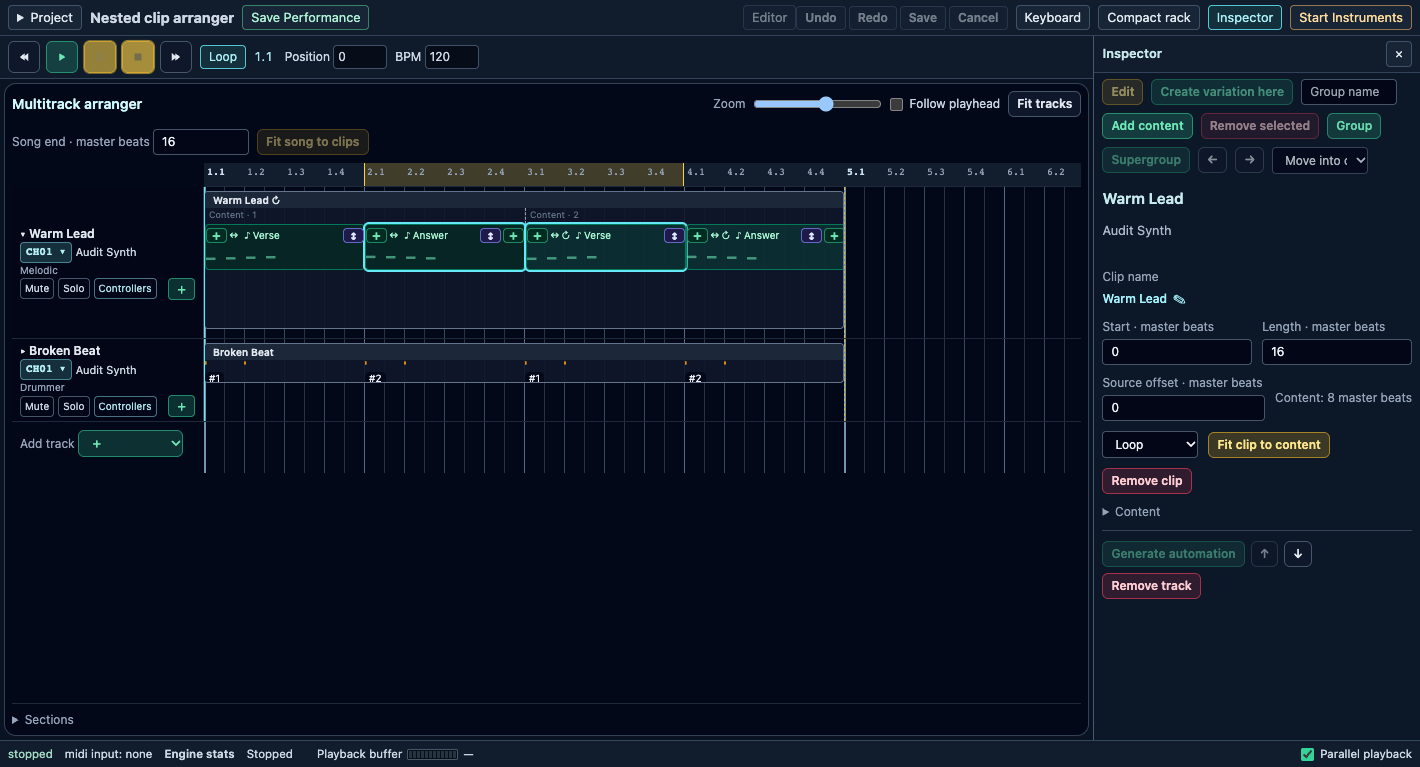 Project Nested clip arranger Save Performance Editor Undo Redo Save Cancel Keyboard Compact rack Inspector Start Instruments
Loop 1.1 Position 0 BPM 120
Multitrack arranger Zoom Follow playhead Fit tracks
Song end · master beats 16 Fit song to clips
1.1 1.2 1.3 1.4 2.1 2.2 2.3 2.4 3.1 3.2 3.3 3.4 4.1 4.2 4.3 4.4 5.1 5.2 5.3 5.4 6.1 6.2
Warm Lead
Content · 1 Content · 2
+ Verse + Answer + + Verse + Answer +
Warm Lead
CH01 Audit Synth
Melodic
Mute Solo Controllers +
Broken Beat
#1 #2 #1 #2
Broken Beat
CH01 Audit Synth
Drummer
Mute Solo Controllers +
Add track +
Sections
Inspector ×
Edit Create variation here Group name
Add content Remove selected Group
Supergroup ← → Move into c
Warm Lead
Audit Synth
Clip name
Warm Lead
Start · master beats Length · master beats
0 16
Source offset · master beats
0 Content: 8 master beats
Loop Fit clip to content
Remove clip
Content
Generate automation ↑ ↓
Remove track
stopped midi input: none Engine stats Stopped Playback buffer — Parallel playback